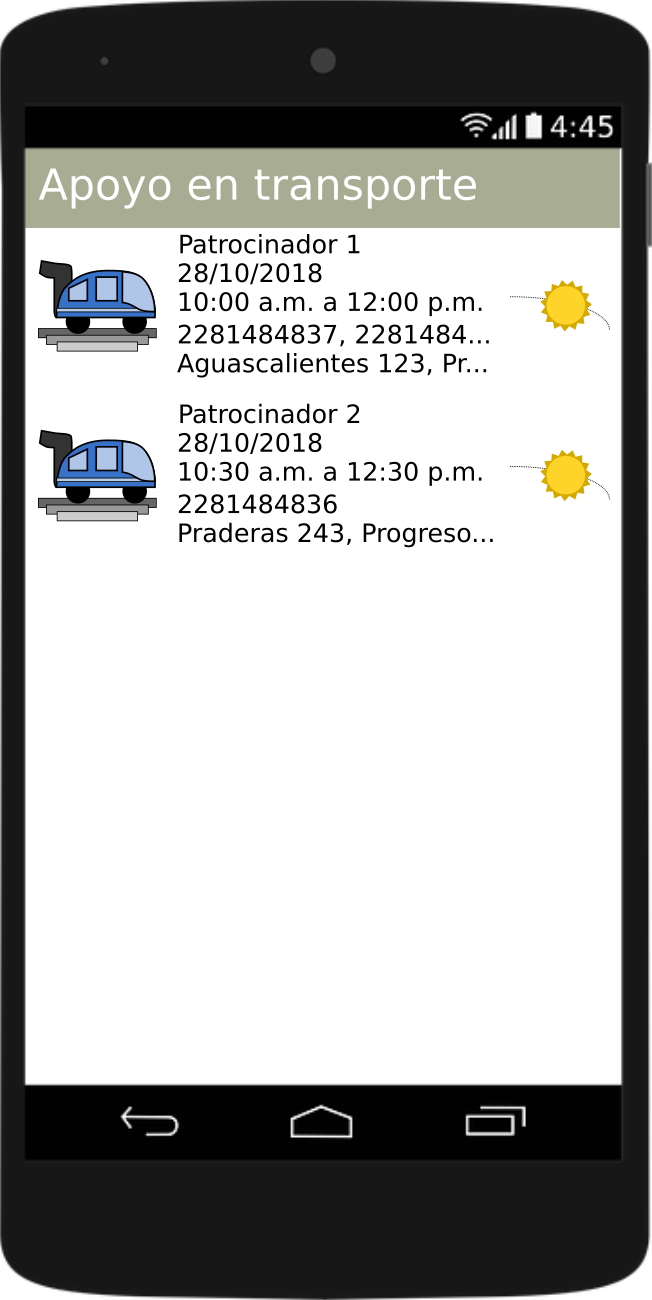 4:45
Apoyo en transporte
Patrocinador 1
28/10/2018
10:00 a.m. a 12:00 p.m.
2281484837, 2281484...
Aguascalientes 123, Pr...
Patrocinador 2
28/10/2018
10:30 a.m. a 12:30 p.m.
2281484836
Praderas 243, Progreso...